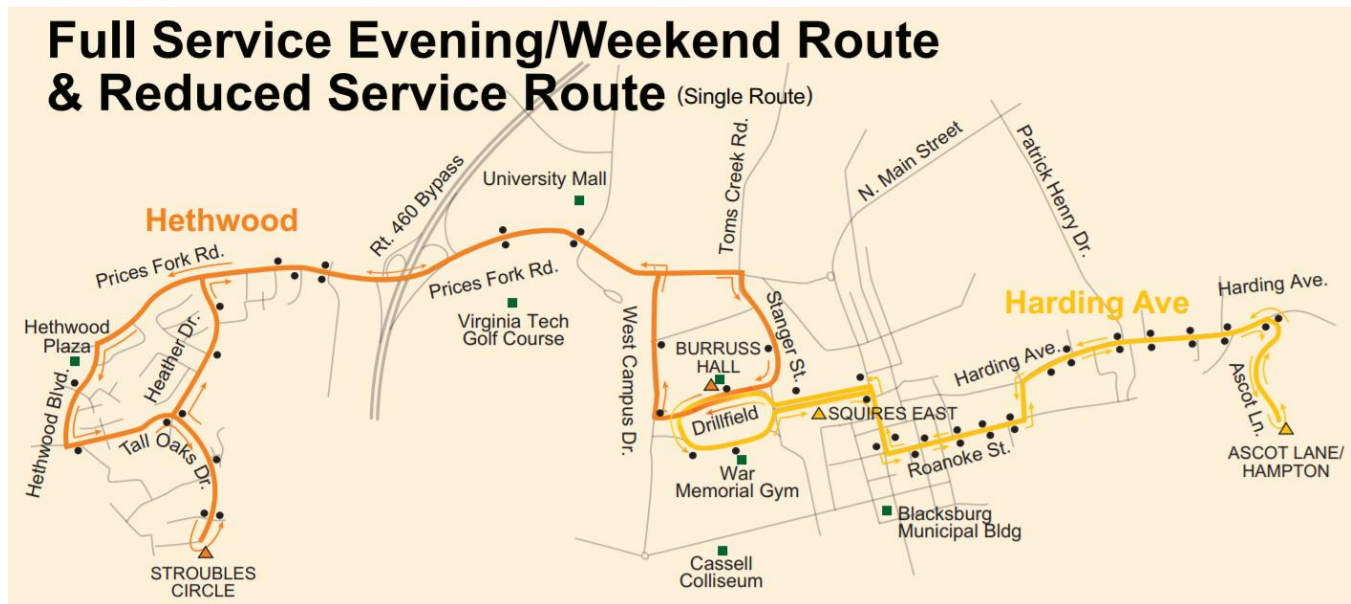 Full Service Evening/Weekend Route
& Reduced Service Route (Single Route)
Hethwood
Prices Fork Rd.
Rt. 460 Bypass
University Mall
Prices Fork Rd.
Virginia Tech
Golf Course
Toms Creek Rd.
N. Main Street
Patrick Henry Dr.
Harding Ave
Harding Ave.
Harding Ave.
Hethwood
Plaza
Heather Dr.
Hethwood Blvd.
Tall Oaks Dr.
STROUBLES
CIRCLE
West Campus Dr.
Stanger St.
BURRUSS
HALL
Drillfield
SQUIRES EAST
War
Memorial Gym
Roanoke St.
Ascot Ln.
ASCOT LANE/
HAMPTON
Blacksburg
Municipal Bldg
Cassell
Colliseum